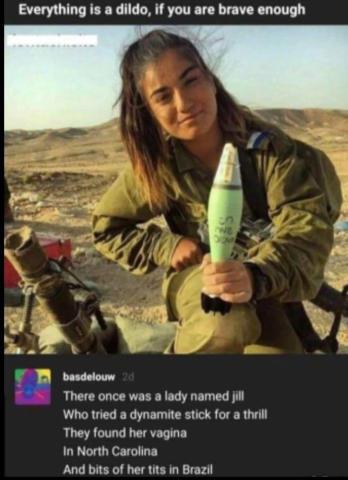 Everything is a dildo, if you are brave enough
basdelouw 2d
There once was a lady named jill
Who tried a dynamite stick for a thrill
They found her vagina
In North Carolina
And bits of her tits in Brazil